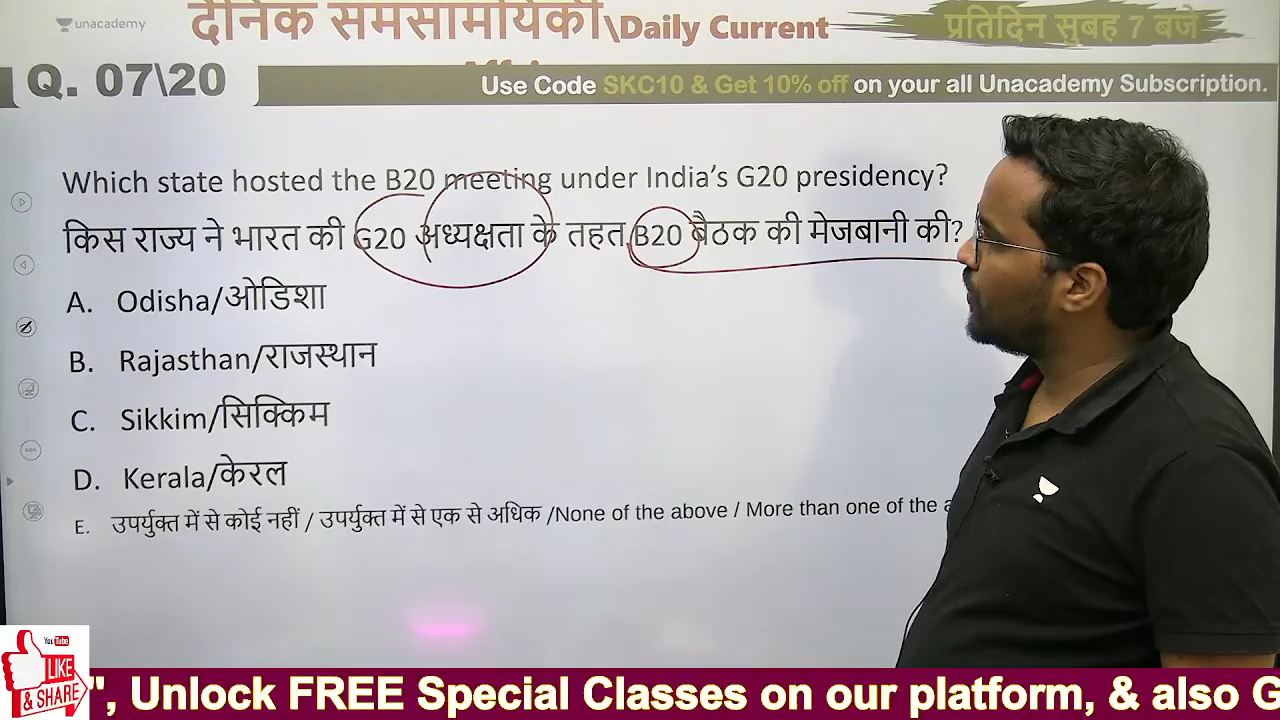 unacademy
दैनिक समसामयिकी\Daily Current
प्रतिदिन सुबह 7 बजे
Q. 07\20
Use Code SKC10 & Get 10% off on your all Unacademy Subscription.
Which state hosted the B20 meeting under India's G20 presidency?
किस राज्य ने भारत की G20 अध्यक्षता के तहत B20 बैठक की मेजबानी की?
A. Odisha/ओडिशा
B. Rajasthan/राजस्थान
C. Sikkim/सिक्किम
D. Kerala/केरल
E. उपर्युक्त में से कोई नहीं / उपर्युक्त में से एक से अधिक /None of the above / More than one of the
YouTube
LIKE
& SHARE
", Unlock FREE Special Classes on our platform, & also G